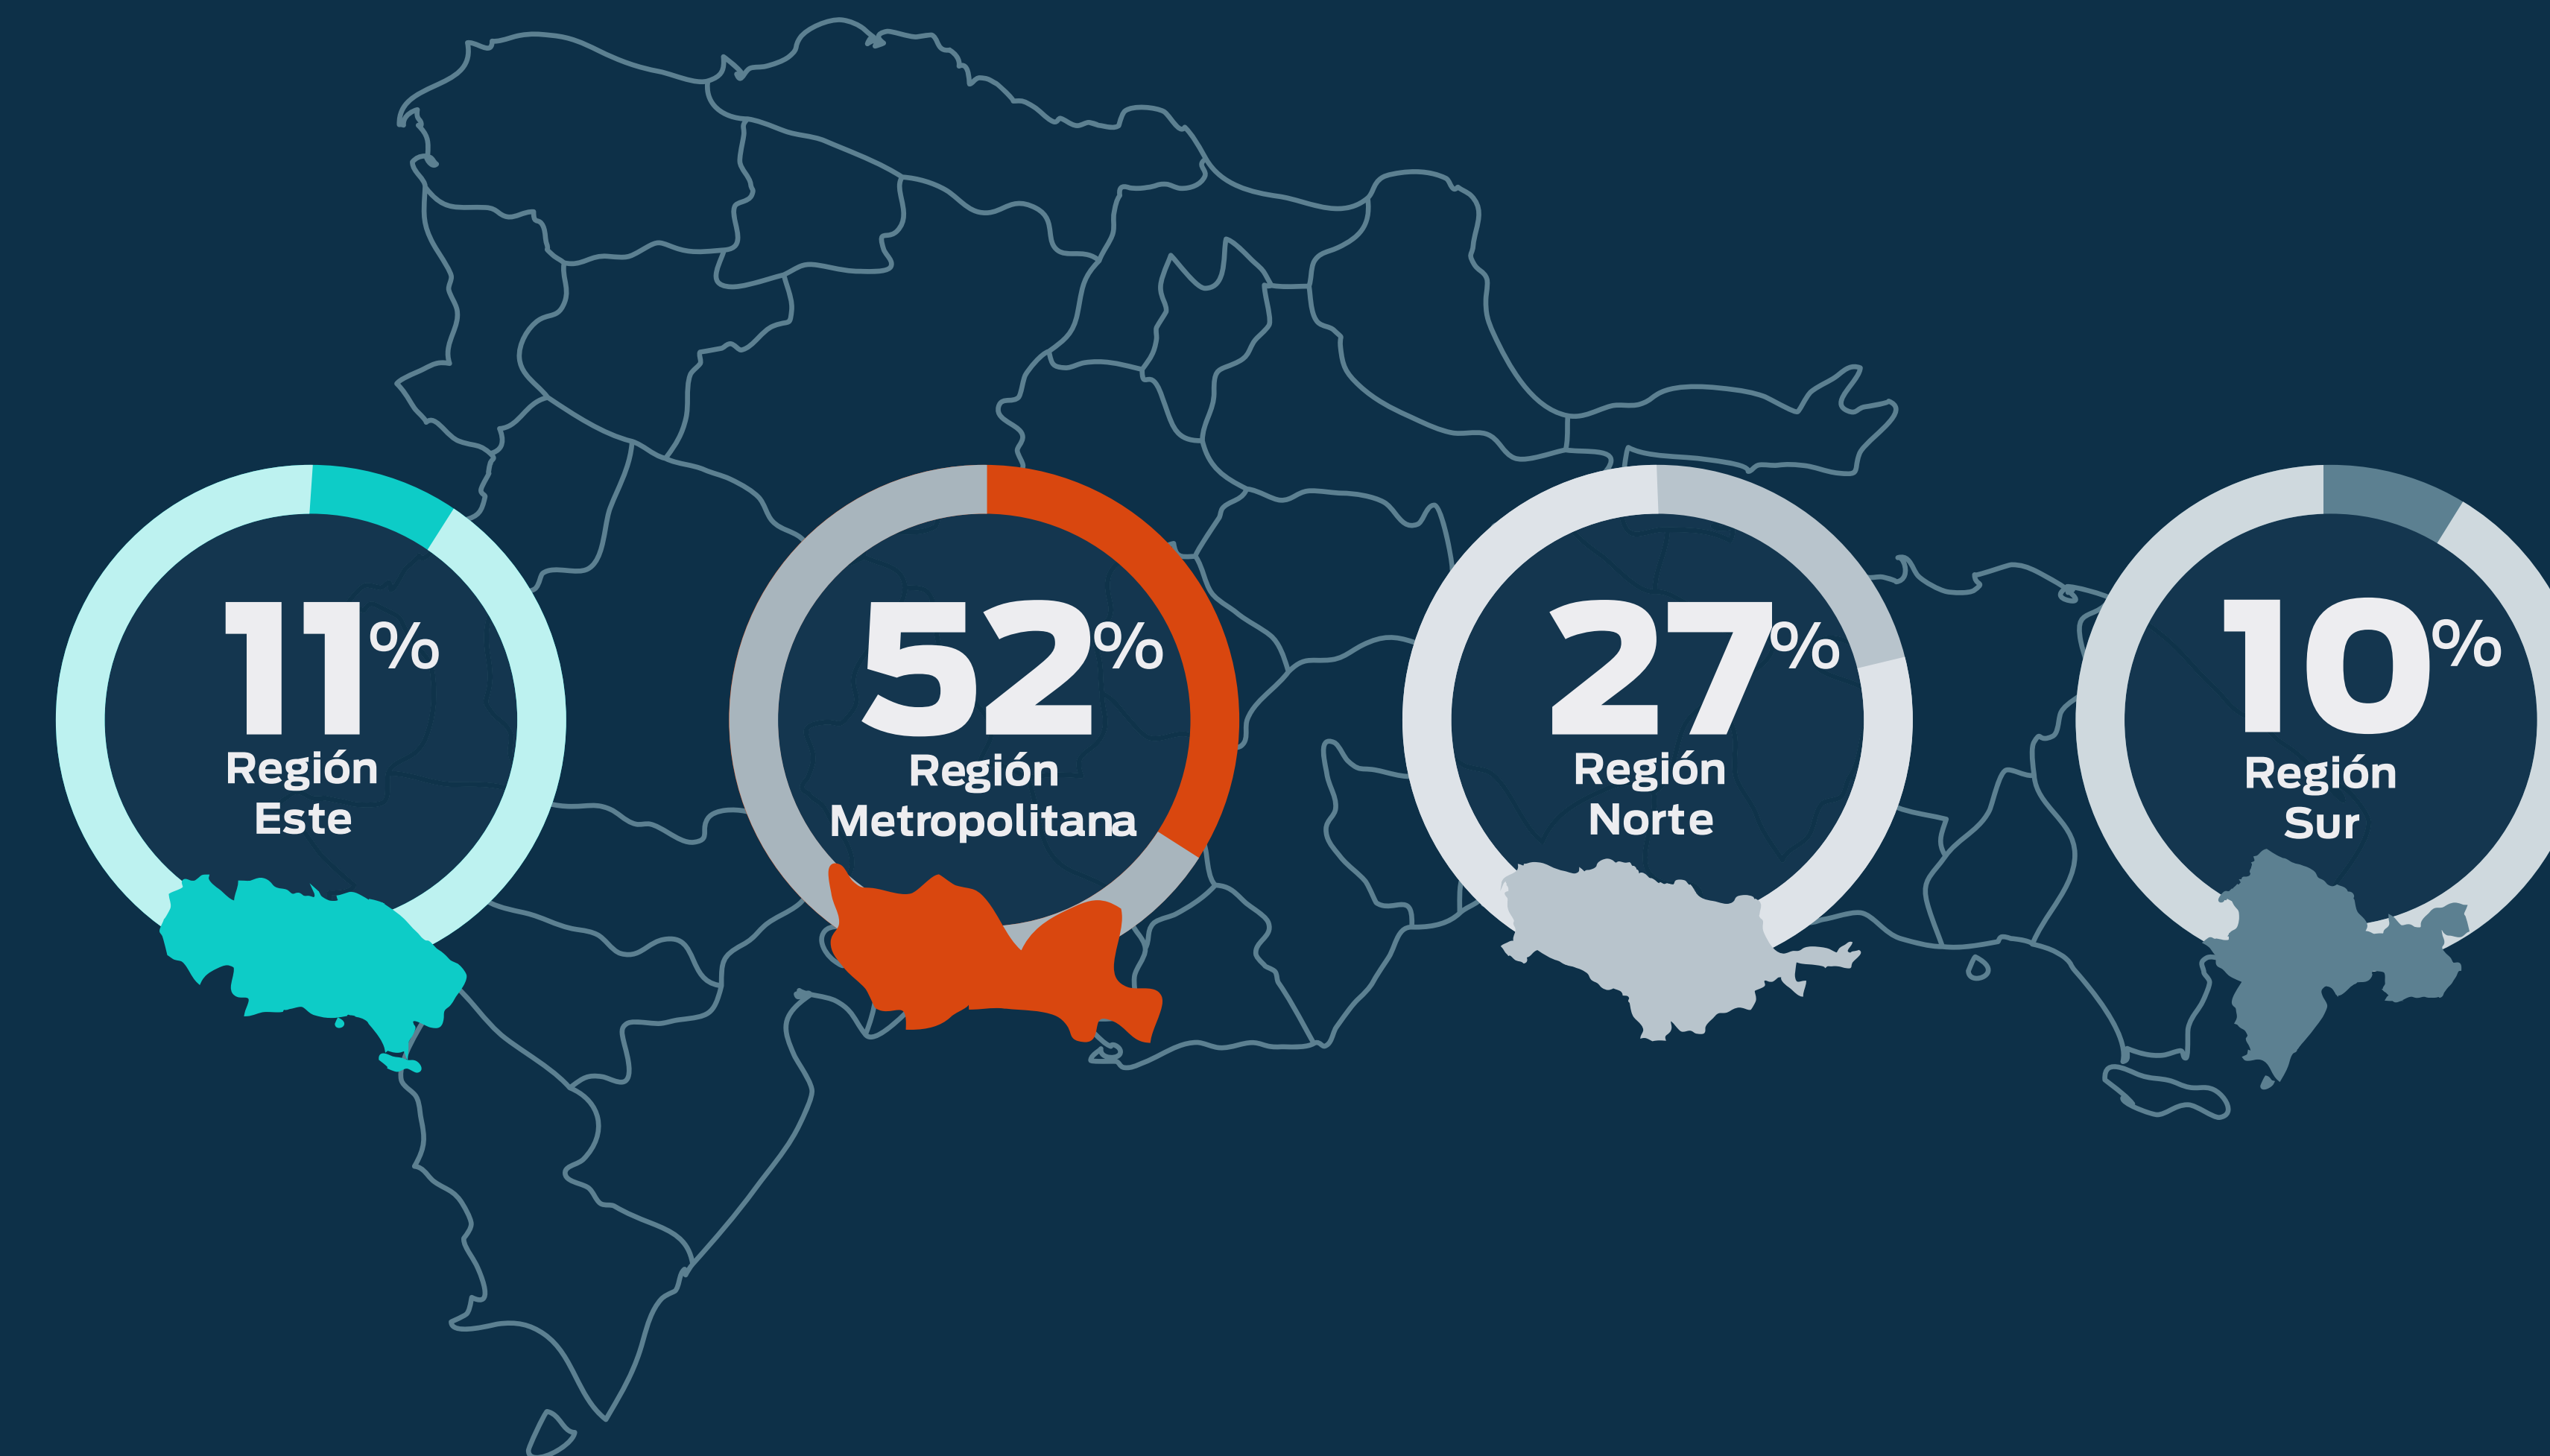 11%
Región
Este
52%
Región
Metropolitana
27%
Región
Norte
10%
Región
Sur